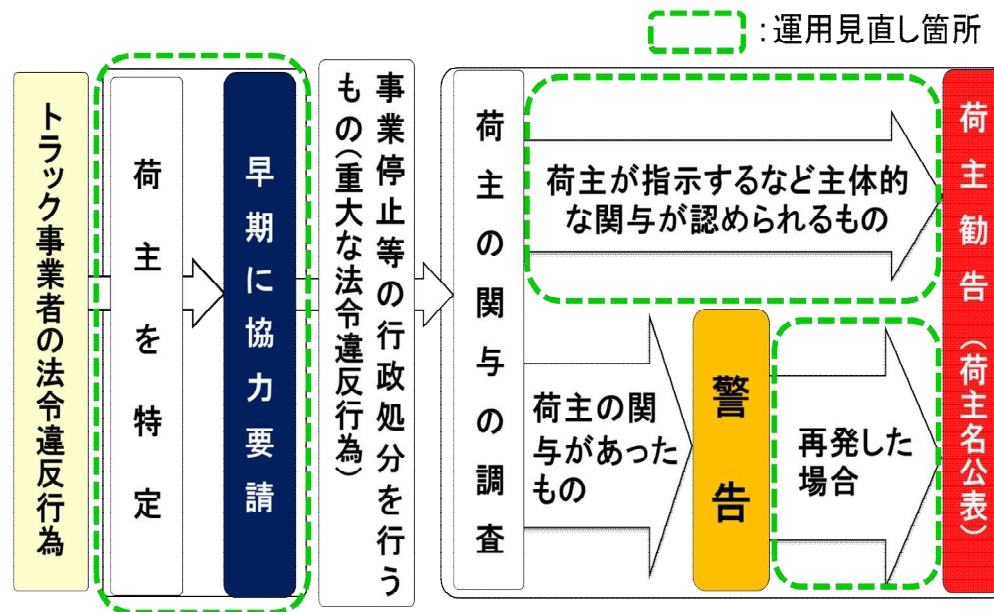 ：運用見直し箇所
トラック事業者の法令違反行為
荷主を特定
早期に協力要請
事業停止等の行政処分を行う
もの（重大な法令違反行為）
荷主の関与の調査
荷主が指示するなど主体的
な関与が認められるもの
荷主の関
与があった
もの
警告
再発した
場合
荷主勧告（荷主名公表）